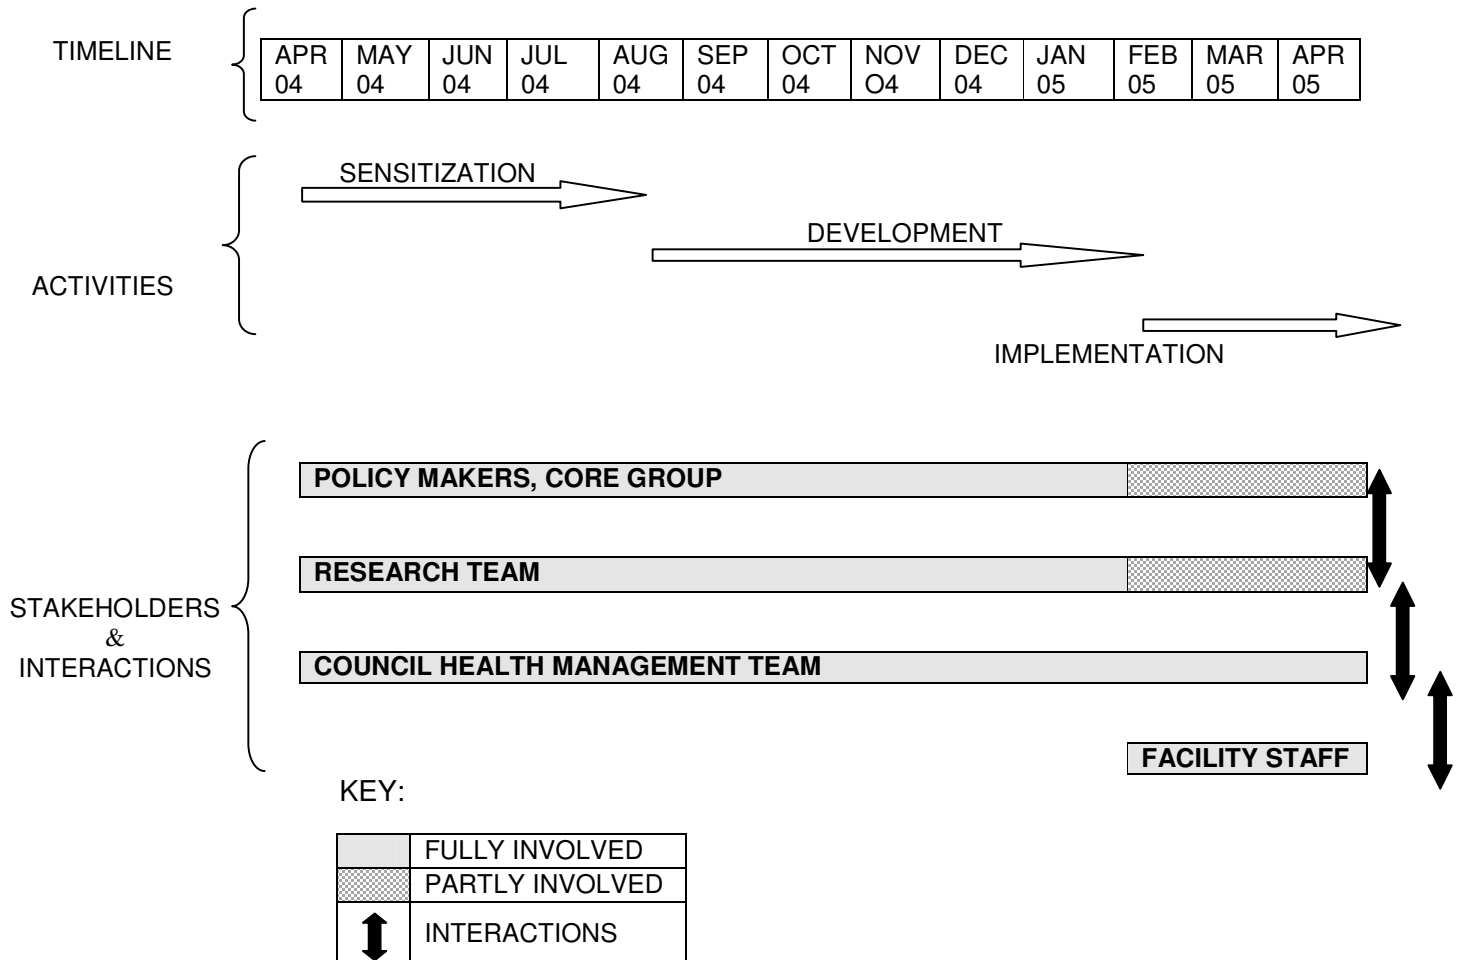 TIMELINE
APR MAY JUN JUL AUG SEP OCT NOV DEC JAN FEB MAR APR
04 04 04 04 04 04 04 O4 04 05 05 05 05
SENSITIZATION
DEVELOPMENT
ACTIVITIES
IMPLEMENTATION
POLICY MAKERS, CORE GROUP
RESEARCH TEAM
STAKEHOLDERS
&
INTERACTIONS
COUNCIL HEALTH MANAGEMENT TEAM
FACILITY STAFF
KEY:
FULLY INVOLVED
PARTLY INVOLVED
INTERACTIONS